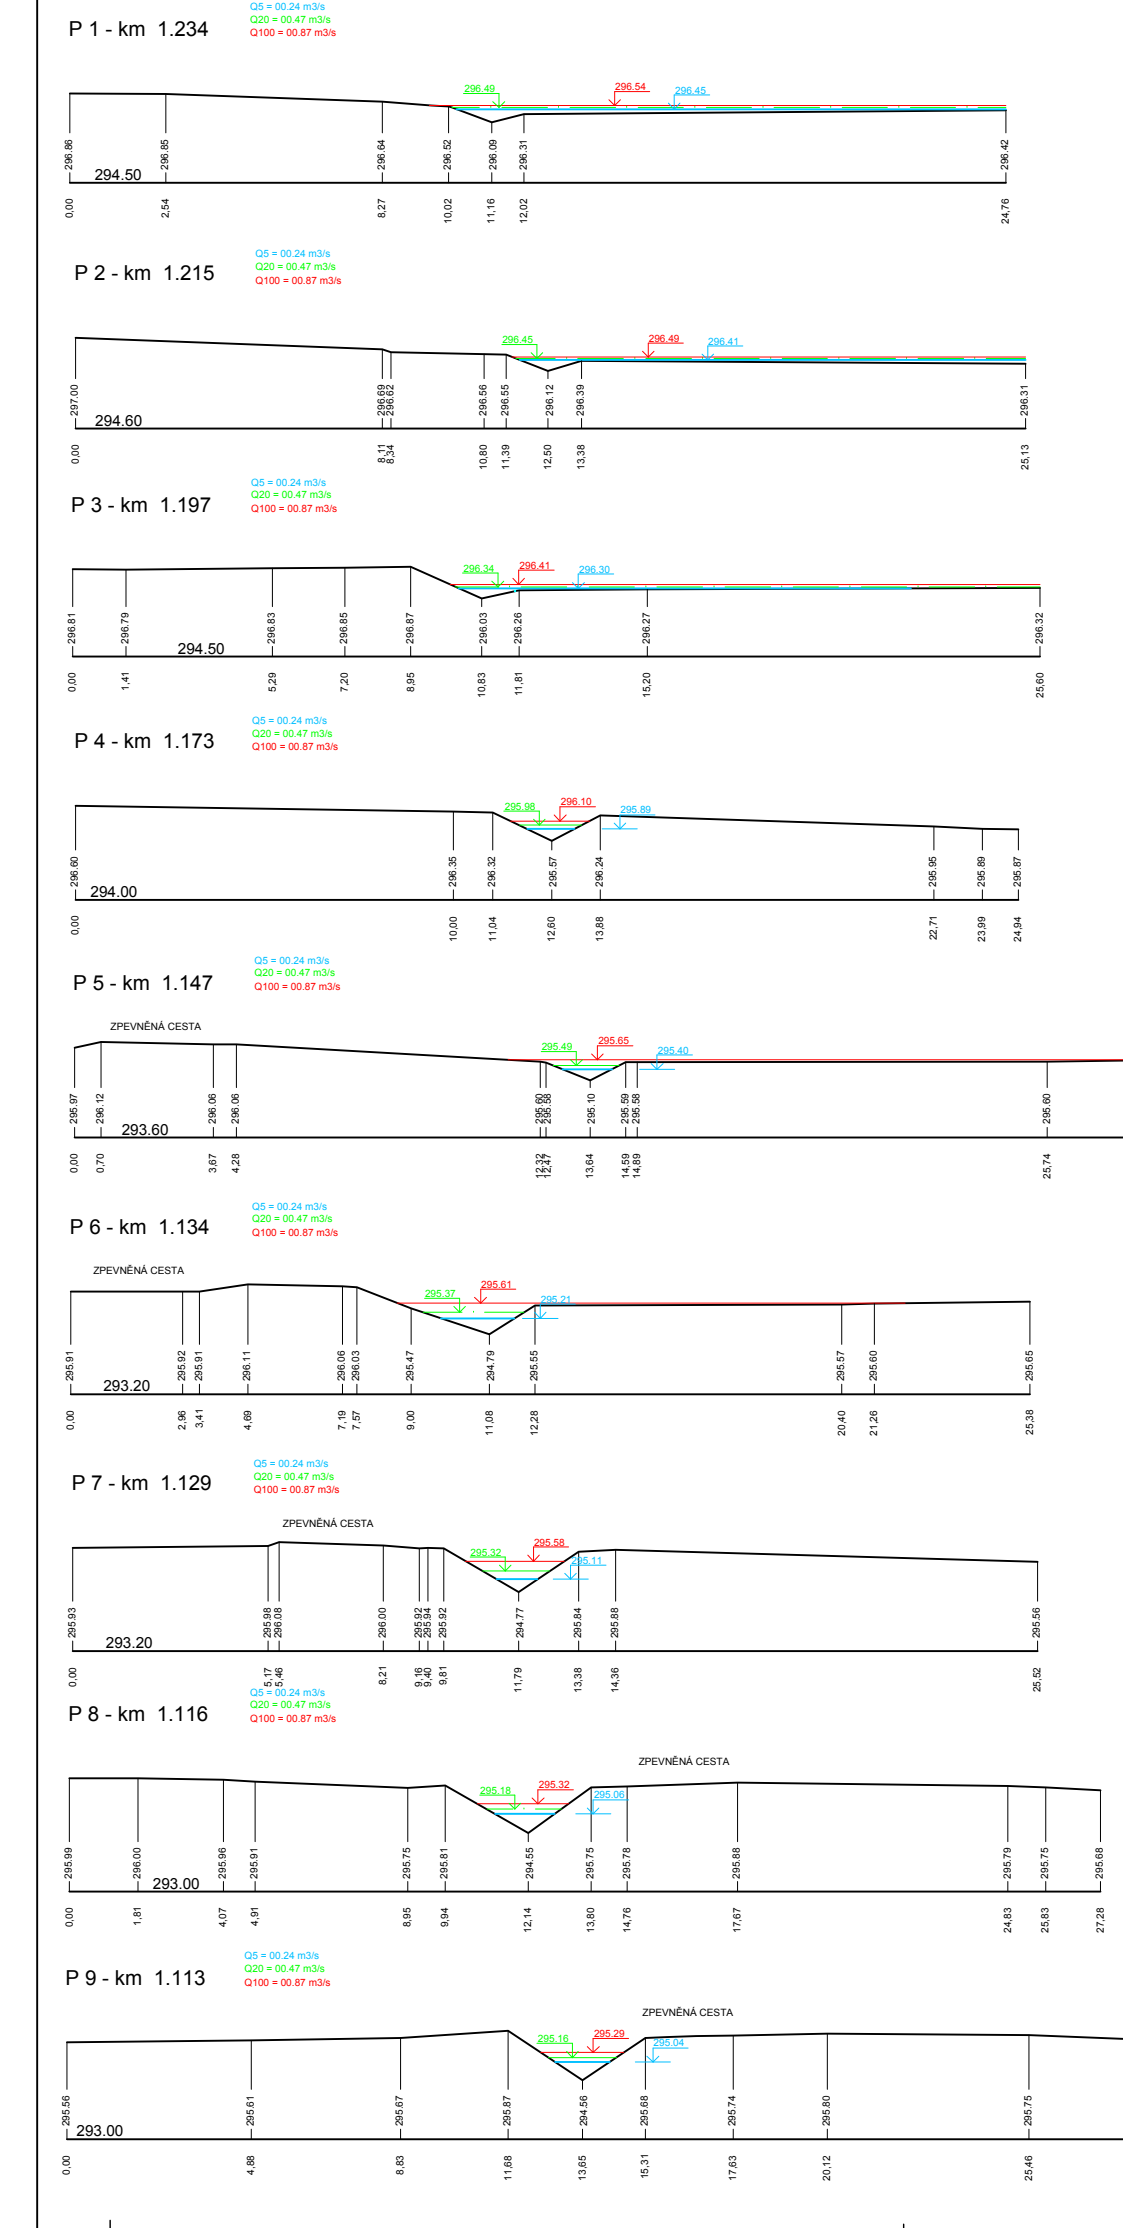 Q5 = 00.24 m3/s
Q20 = 00.47 m3/s
P 1 - km 1.234
Q100 = 00.87 m3/s
296.49 296.54 296.45
296.86 296.85 296.64 296.52 296.09 296.31 296.42
294.50
0,00 2,54 8,27 10,02 11,16 12,02 24,76
Q5 = 00.24 m3/s
Q20 = 00.47 m3/s
P 2 - km 1.215
Q100 = 00.87 m3/s
296.45 296.49 296.41
297.00 296.69 296.62 296.56 296.55 296.12 296.39 296.31
294.60
0,00 8,11 8,34 10,80 11,39 12,50 13,38 25,13
Q5 = 00.24 m3/s
Q20 = 00.47 m3/s
P 3 - km 1.197
Q100 = 00.87 m3/s
296.34 296.41 296.30
296.81 296.79 296.83 296.85 296.87 296.03 296.26 296.27 296.32
294.50
0,00 1,41 5,29 7,20 8,95 10,83 11,81 15,20 25,60
Q5 = 00.24 m3/s
Q20 = 00.47 m3/s
P 4 - km 1.173
Q100 = 00.87 m3/s
295.98 296.10 295.89
296.60 296.35 296.32 295.57 296.24 295.95 295.89 295.87
294.00
0,00 10,00 11,04 12,60 13,88 22,71 23,99 24,94
Q5 = 00.24 m3/s
Q20 = 00.47 m3/s
P 5 - km 1.147
Q100 = 00.87 m3/s
ZPEVNĚNÁ CESTA
295.49 295.65 295.40
295.97 296.12 296.06 296.06 295.60 295.58 295.10 295.59 295.58 295.60
293.60
0,00 0,70 3,67 4,28 12,32 12,47 13,64 14,59 14,89 25,74
Q5 = 00.24 m3/s
Q20 = 00.47 m3/s
P 6 - km 1.134
Q100 = 00.87 m3/s
ZPEVNĚNÁ CESTA
295.37 295.61 295.21
295.91 295.92 295.91 296.11 296.06 296.03 295.47 294.79 295.55 295.57 295.60 295.65
293.20
0,00 2,96 3,41 4,69 7,19 7,57 9,00 11,08 12,28 20,40 21,26 25,38
Q5 = 00.24 m3/s
Q20 = 00.47 m3/s
P 7 - km 1.129
Q100 = 00.87 m3/s
ZPEVNĚNÁ CESTA
295.32 295.58 295.11
295.93 295.98 296.08 296.00 295.92 295.94 295.92 294.77 295.84 295.88 295.56
293.20
0,00 5,17 5,46 8,21 9,16 9,40 9,81 11,79 13,38 14,36 25,52
Q5 = 00.24 m3/s
Q20 = 00.47 m3/s
P 8 - km 1.116
Q100 = 00.87 m3/s
ZPEVNĚNÁ CESTA
295.18 295.32 295.06
295.99 296.00 295.96 295.91 295.75 295.81 294.55 295.75 295.78 295.88 295.79 295.75 295.68
293.00
0,00 1,81 4,07 4,91 8,95 9,94 12,14 13,80 14,76 17,67 24,83 25,83 27,28
Q5 = 00.24 m3/s
Q20 = 00.47 m3/s
P 9 - km 1.113
Q100 = 00.87 m3/s
ZPEVNĚNÁ CESTA
295.16 295.29 295.04
295.56 295.61 295.67 295.87 294.56 295.68 295.74 295.80 295.75
293.00
0,00 4,88 8,83 11,68 13,65 15,31 17,63 20,12 25,46